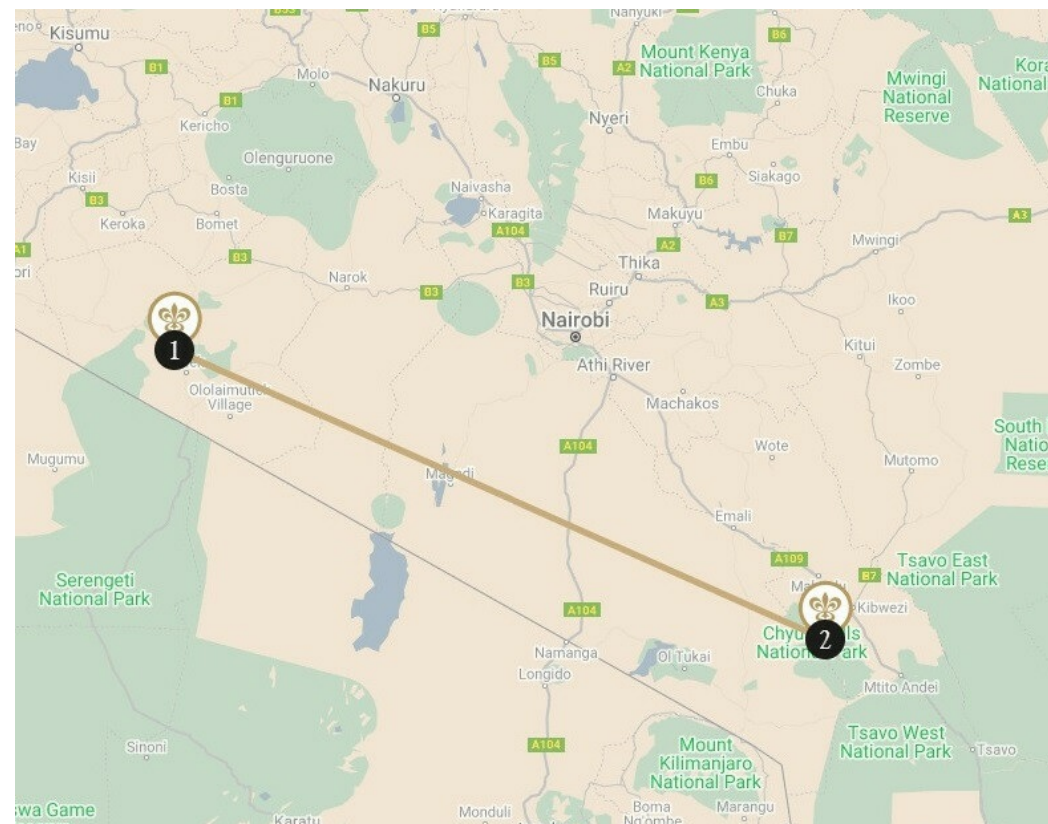 B53
Nanyuki
Kisumu
B5
B6
Mount Kenya
National Park
B1
A2
B5
Molo
Nakuru
Mwingi
National
Reserve
National
Chuka
B1
Kericho
Nyeri
Bay
Olenguruone
Embu
Kisii
Bosta
B6
Siakago
B3
Naivasha
Keroka
Bomet
Karagita
Makuyu
A3
A104
B7
A1
B3
A2
Mwingi
ori
Narok
Thika
B3
B3
A3
Ruiru
Ikoo
Nairobi
1
Kitui
Athi River
Zombe
Ololaimutiek
Village
Machakos
South
Natio
Rese
A104
Wote
Mugumu
Magadi
Mutomo
Emali
A109
Tsavo East
National Park
B7
Serengeti
National Park
Kibwezi
A104
2
Chyulu Hills
National Park
Namanga
Ol Tukai
Longido
Mtito Andei
Tsavo West
National Park
Sinoni
A104
Mount
Kilimanjaro
National Park
Tsavo
swa Game
Monduli
Boma
Ng'ombe
Marangu
Karatu